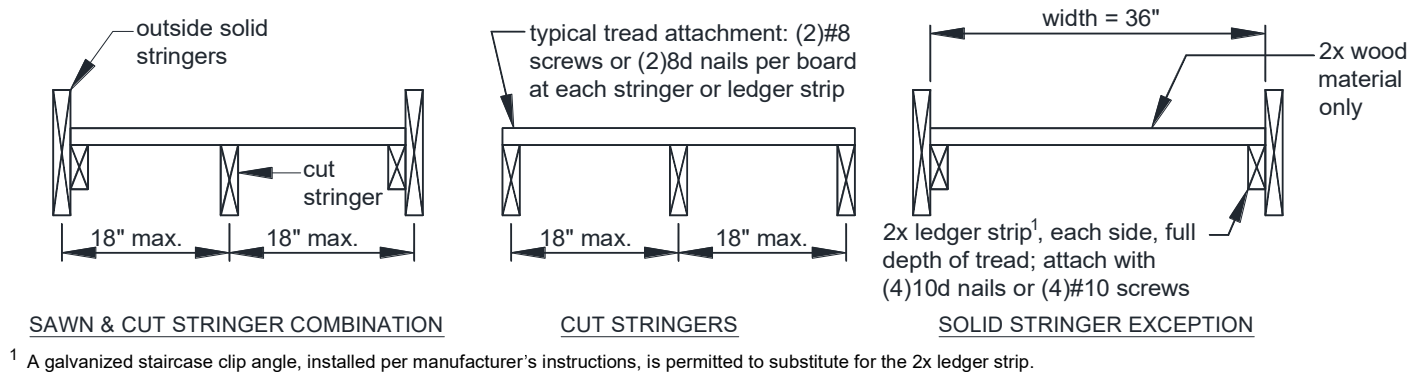 outside solid
stringers
cut
stringer
18" max.
18" max.
SAWN & CUT STRINGER COMBINATION
typical tread attachment: (2)#8
screws or (2)8d nails per board
at each stringer or ledger strip
18" max.
18" max.
CUT STRINGERS
width = 36"
2x wood
material
only
2x ledger strip¹, each side, full
depth of tread; attach with
(4)10d nails or (4)#10 screws
SOLID STRINGER EXCEPTION
¹ A galvanized staircase clip angle, installed per manufacturer's instructions, is permitted to substitute for the 2x ledger strip.